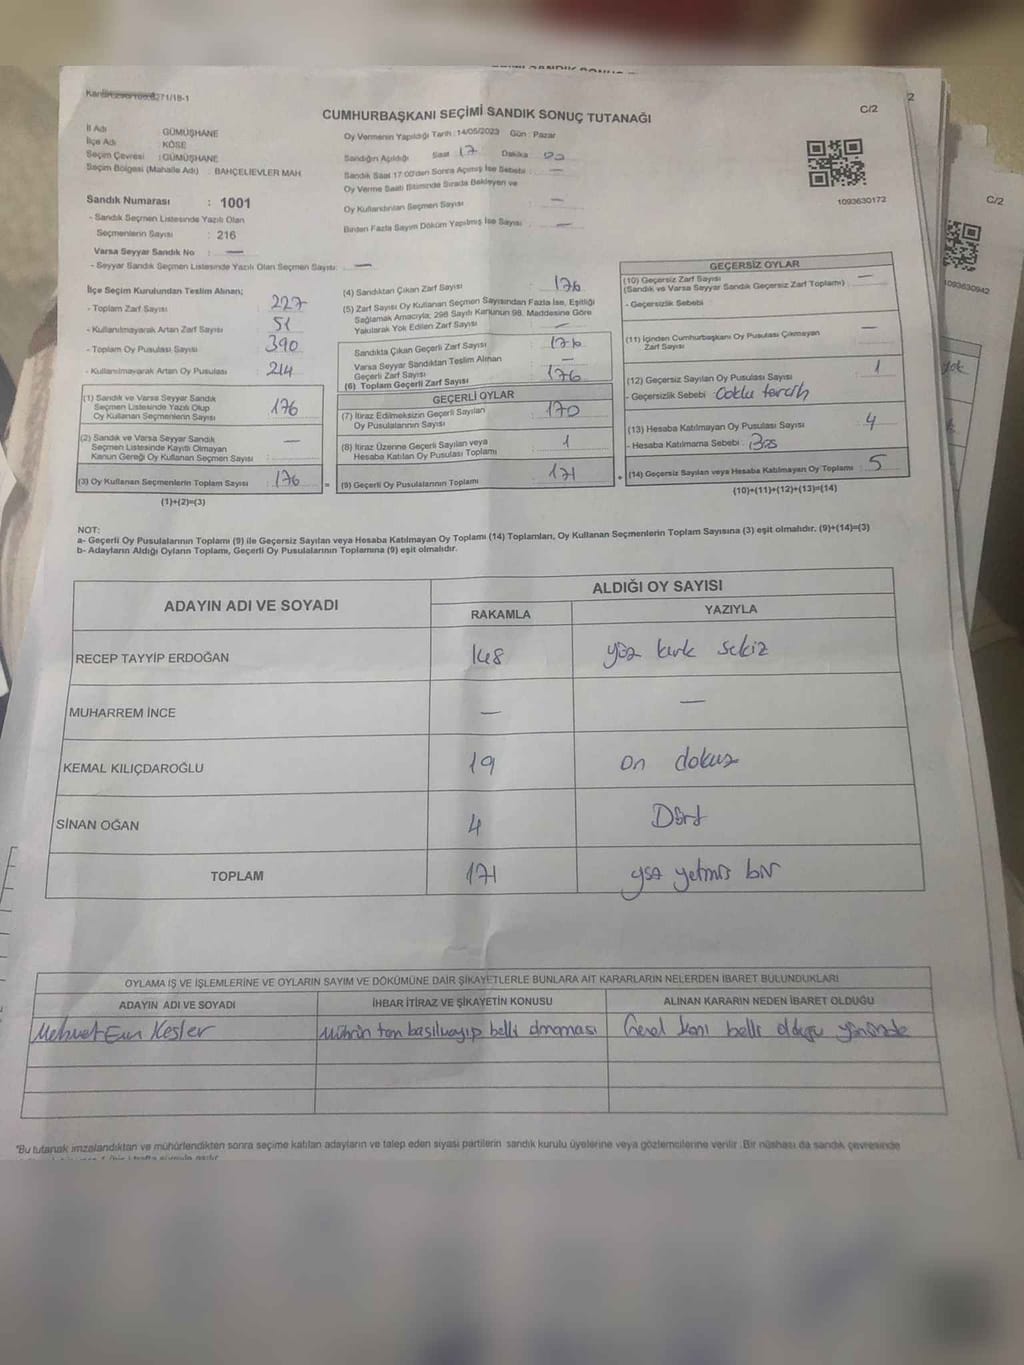 271/1B-1
C/2
CUMHURBAŞKANI SEÇİMİ SANDIK SONUÇ TUTANAĞI
İl Adı : GÜMÜŞHANE
İlçe Adı : KÖSE
Seçim Çevresi : GÜMÜŞHANE
Seçim Bölgesi (Mahalle Adı) : BAHÇELİEVLER MAH.
Oy Vermenin Yapıldığı Tarih : 14/05/2023 Gün : Pazar
Sandığın Açıldığı Saat 17 Dakika 00
Sandık Saat 17:00'den Sonra Açılmış İse Sebebi : —
Oy Verme Saati Bitiminde Sırada Bekleyen ve
Oy Kullandırılan Seçmen Sayısı —
Birden Fazla Sayım Döküm Yapılmış İse Sayısı : —
1093630172
Sandık Numarası : 1001
- Sandık Seçmen Listesinde Yazılı Olan
Seçmenlerin Sayısı : 216
Varsa Seyyar Sandık No : —
- Seyyar Sandık Seçmen Listesinde Yazılı Olan Seçmen Sayısı: —
İlçe Seçim Kurulundan Teslim Alınan;
- Toplam Zarf Sayısı : 227
- Kullanılmayarak Artan Zarf Sayısı : 51
- Toplam Oy Pusulası Sayısı : 390
- Kullanılmayarak Artan Oy Pusulası : 214
(1) Sandık ve Varsa Seyyar Sandık
Seçmen Listesinde Yazılı Olup
Oy Kullanan Seçmenlerin Sayısı : 176
(2) Sandık ve Varsa Seyyar Sandık
Seçmen Listesinde Kayıtlı Olmayan
Kanun Gereği Oy Kullanan Seçmen Sayısı : —
(3) Oy Kullanan Seçmenlerin Toplam Sayısı : 176
(1)+(2)=(3)
(4) Sandıktan Çıkan Zarf Sayısı : 176
(5) Zarf Sayısı Oy Kullanan Seçmen Sayısından Fazla İse, Eşitliği
Sağlamak Amacıyla; 298 Sayılı Kanunun 98. Maddesine Göre
Yakılarak Yok Edilen Zarf Sayısı : —
Sandıkta Çıkan Geçerli Zarf Sayısı : 176
Varsa Seyyar Sandıktan Teslim Alınan
Geçerli Zarf Sayısı —
(6) Toplam Geçerli Zarf Sayısı : 176
GEÇERLİ OYLAR
(7) İtiraz Edilmeksizin Geçerli Sayılan
Oy Pusulalarının Sayısı : 170
(8) İtiraz Üzerine Geçerli Sayılan veya
Hesaba Katılan Oy Pusulası Toplamı : 1
= (9) Geçerli Oy Pusulalarının Toplamı : 171
GEÇERSİZ OYLAR
(10) Geçersiz Zarf Sayısı
(Sandık ve Varsa Seyyar Sandık Geçersiz Zarf Toplamı) : —
- Geçersizlik Sebebi
(11) İçinden Cumhurbaşkanı Oy Pusulası Çıkmayan
Zarf Sayısı : —
(12) Geçersiz Sayılan Oy Pusulası Sayısı : 1
- Geçersizlik Sebebi : Çoklu tercih
(13) Hesaba Katılmayan Oy Pusulası Sayısı : 4
- Hesaba Katılmama Sebebi : Boş
+ (14) Geçersiz Sayılan veya Hesaba Katılmayan Oy Toplamı : 5
(10)+(11)+(12)+(13)=(14)
NOT:
a- Geçerli Oy Pusulalarının Toplamı (9) ile Geçersiz Sayılan veya Hesaba Katılmayan Oy Toplamı (14) Toplamları, Oy Kullanan Seçmenlerin Toplam Sayısına (3) eşit olmalıdır. (9)+(14)=(3)
b- Adayların Aldığı Oyların Toplamı, Geçerli Oy Pusulalarının Toplamına (9) eşit olmalıdır.
ADAYIN ADI VE SOYADI ALDIĞI OY SAYISI
RAKAMLA YAZIYLA
RECEP TAYYİP ERDOĞAN 148 yüz kırk sekiz
MUHARREM İNCE — —
KEMAL KILIÇDAROĞLU 19 on dokuz
SİNAN OĞAN 4 Dört
TOPLAM 171 yüz yetmiş bir
OYLAMA İŞ VE İŞLEMLERİNE VE OYLARIN SAYIM VE DÖKÜMÜNE DAİR ŞİKAYETLERLE BUNLARA AİT KARARLARIN NELERDEN İBARET BULUNDUKLARI
ADAYIN ADI VE SOYADI İHBAR İTİRAZ VE ŞİKAYETİN KONUSU ALINAN KARARIN NEDEN İBARET OLDUĞU
Kesler Mührün tam basılmayıp belli olmaması Genel kanı belli olduğu yönünde
*Bu tutanak imzalandıktan ve mühürlendikten sonra seçime katılan adayların ve talep eden siyasi partilerin sandık kurulu üyelerine veya gözlemcilerine verilir. Bir nüshası da sandık çevresinde
C/2
1093630942
yok